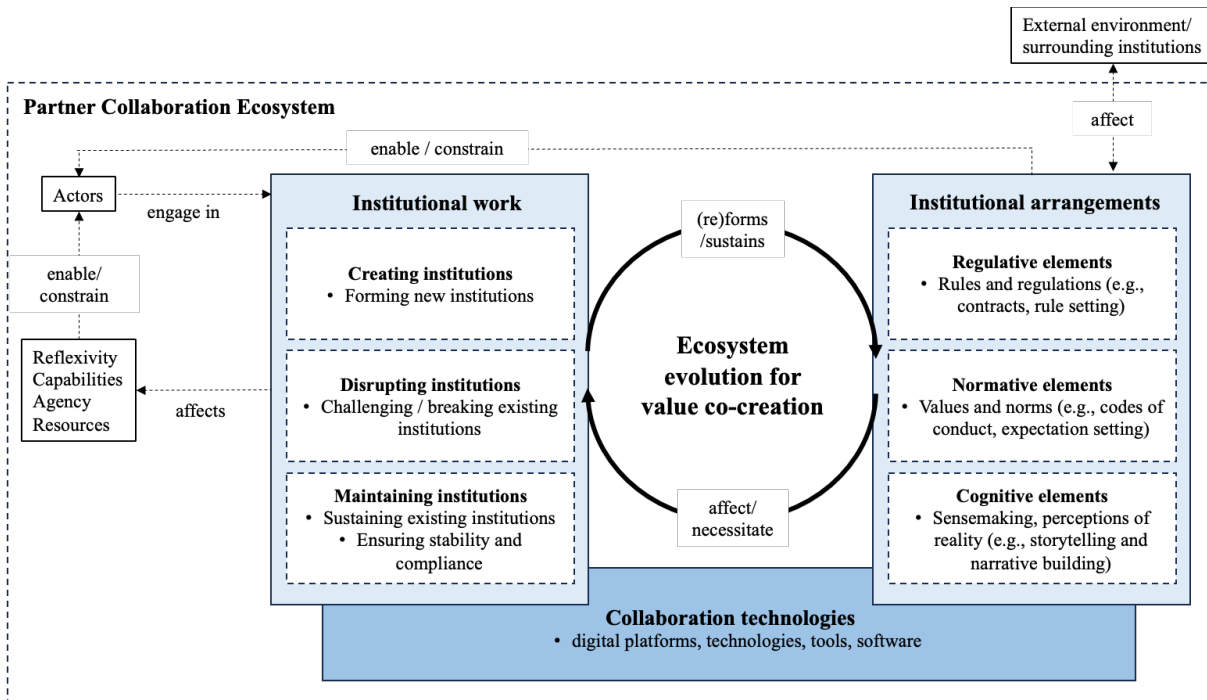 External environment/
surrounding institutions
Partner Collaboration Ecosystem
affect
enable / constrain
Actors
engage in
enable/
constrain
Reflexivity
Capabilities
Agency
Resources
affects
Institutional work
Creating institutions
• Forming new institutions
Disrupting institutions
• Challenging / breaking existing
institutions
Maintaining institutions
• Sustaining existing institutions
• Ensuring stability and
compliance
(re)forms
/sustains
Ecosystem
evolution for
value co-creation
affect/
necessitate
Institutional arrangements
Regulative elements
• Rules and regulations (e.g.,
contracts, rule setting)
Normative elements
• Values and norms (e.g., codes of
conduct, expectation setting)
Cognitive elements
• Sensemaking, perceptions of
reality (e.g., storytelling and
narrative building)
Collaboration technologies
• digital platforms, technologies, tools, software